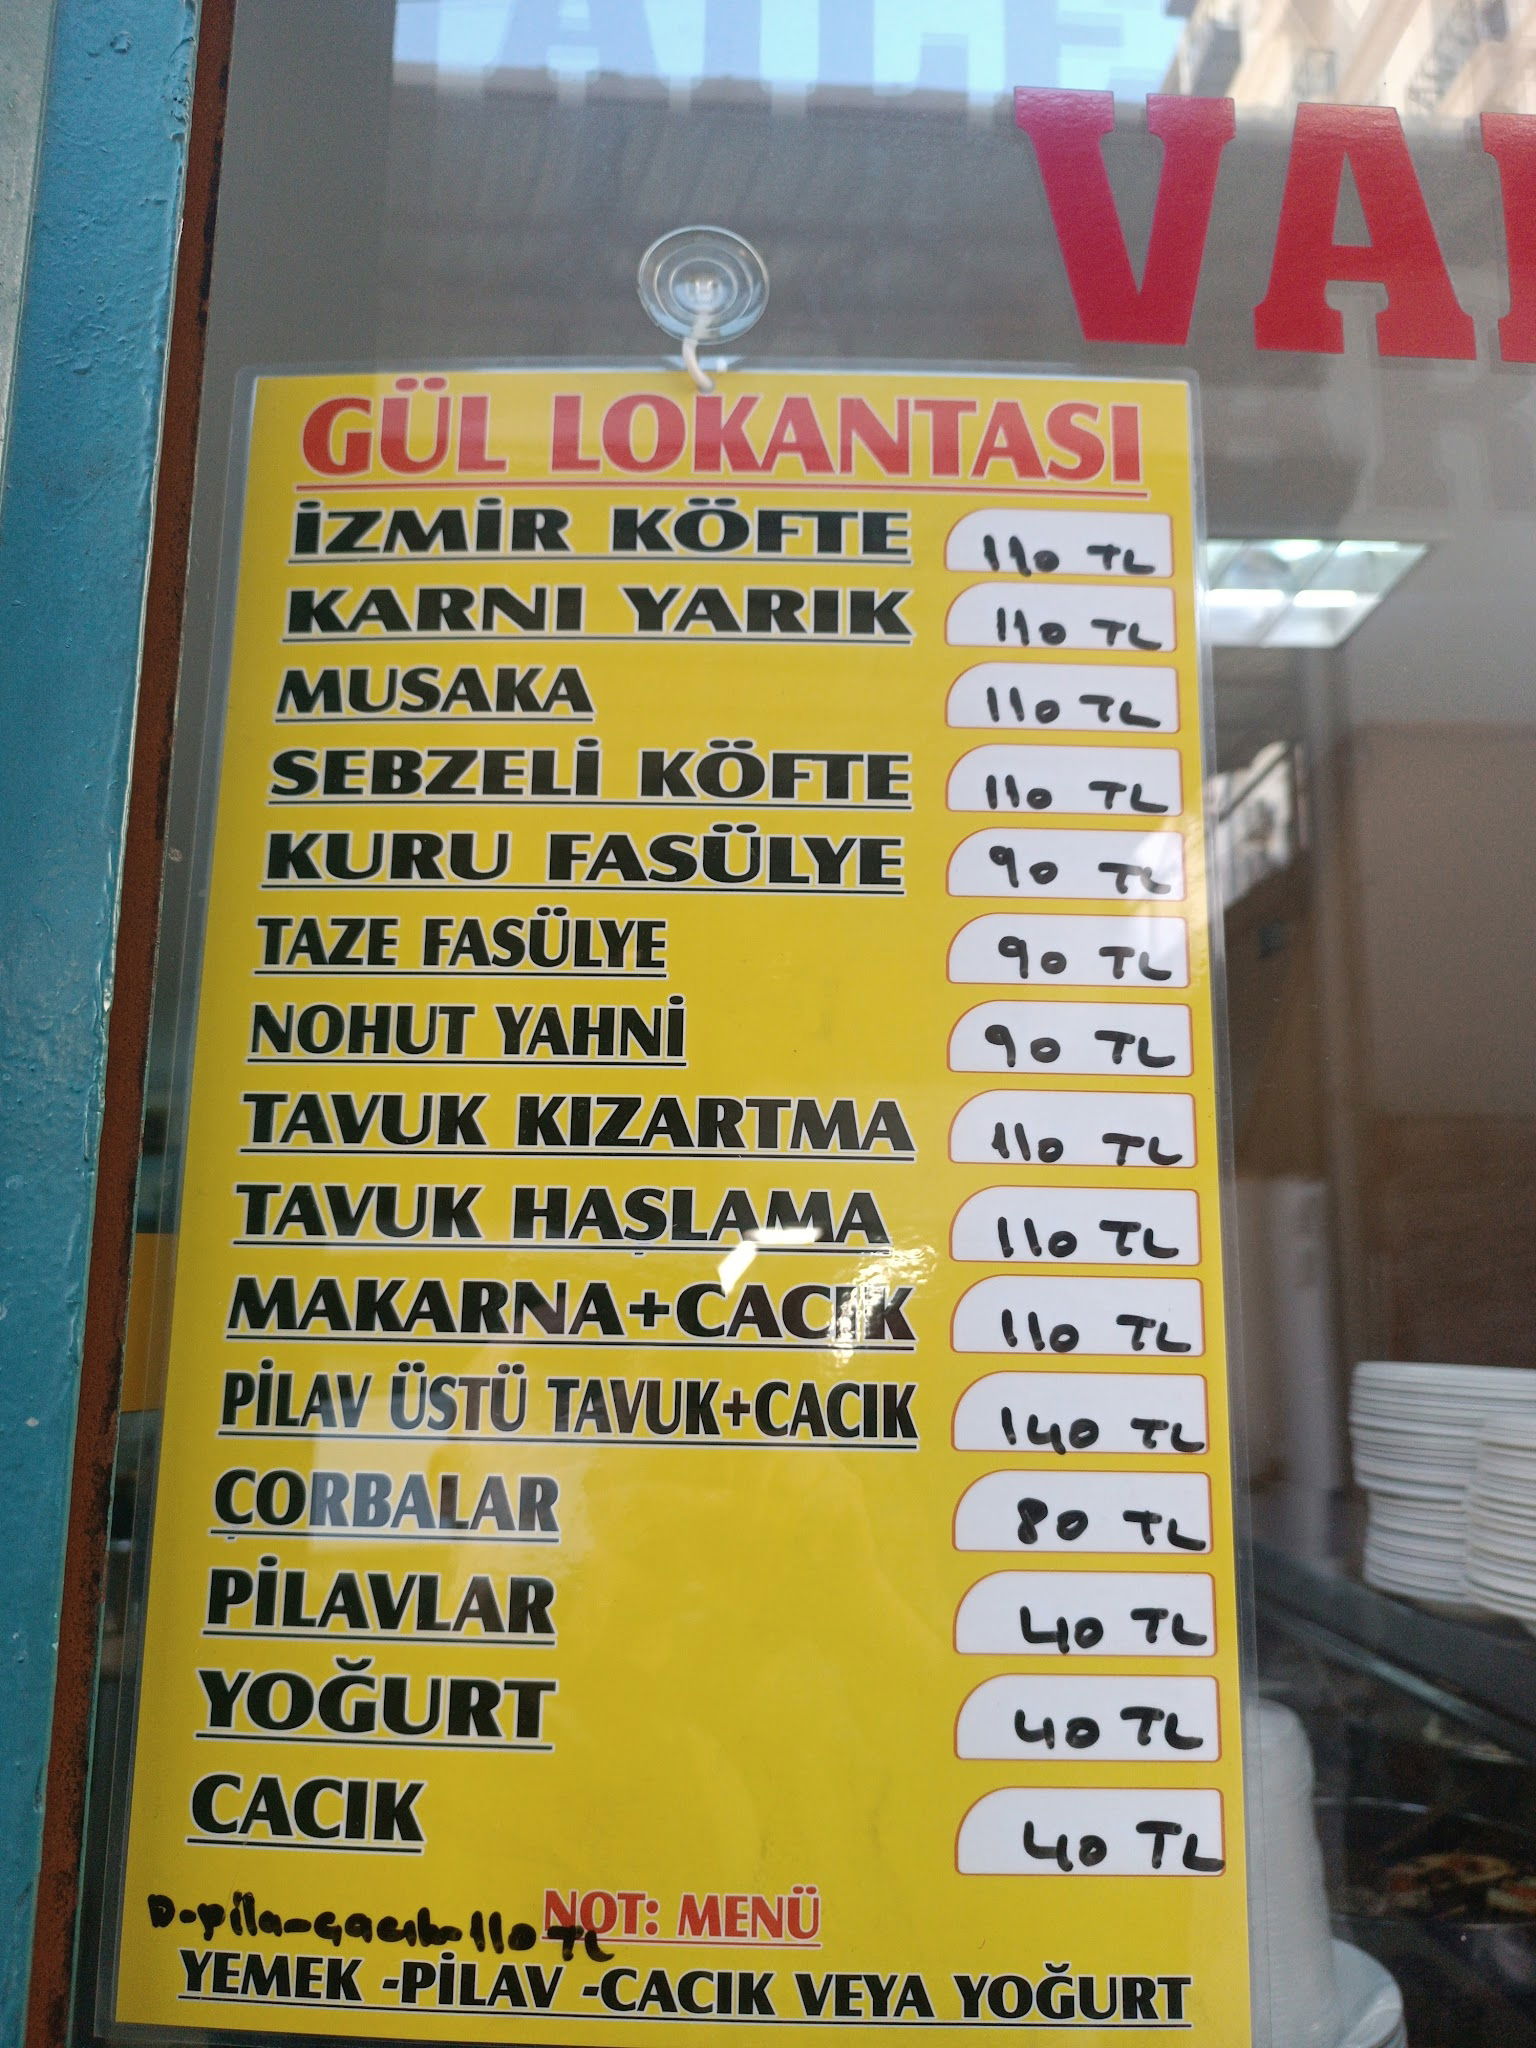 VA
GÜL LOKANTASI
İZMİR KÖFTE 110 TL
KARNI YARIK 110 TL
MUSAKA 110 TL
SEBZELİ KÖFTE 110 TL
KURU FASÜLYE 90 TL
TAZE FASÜLYE 90 TL
NOHUT YAHNİ 90 TL
TAVUK KIZARTMA 110 TL
TAVUK HAŞLAMA 110 TL
MAKARNA+CACIK 110 TL
PİLAV ÜSTÜ TAVUK+CACIK 140 TL
ÇORBALAR 80 TL
PİLAVLAR 40 TL
YOĞURT 40 TL
CACIK 40 TL
NOT: MENÜ
110 TL
YEMEK -PİLAV -CACIK VEYA YOĞURT